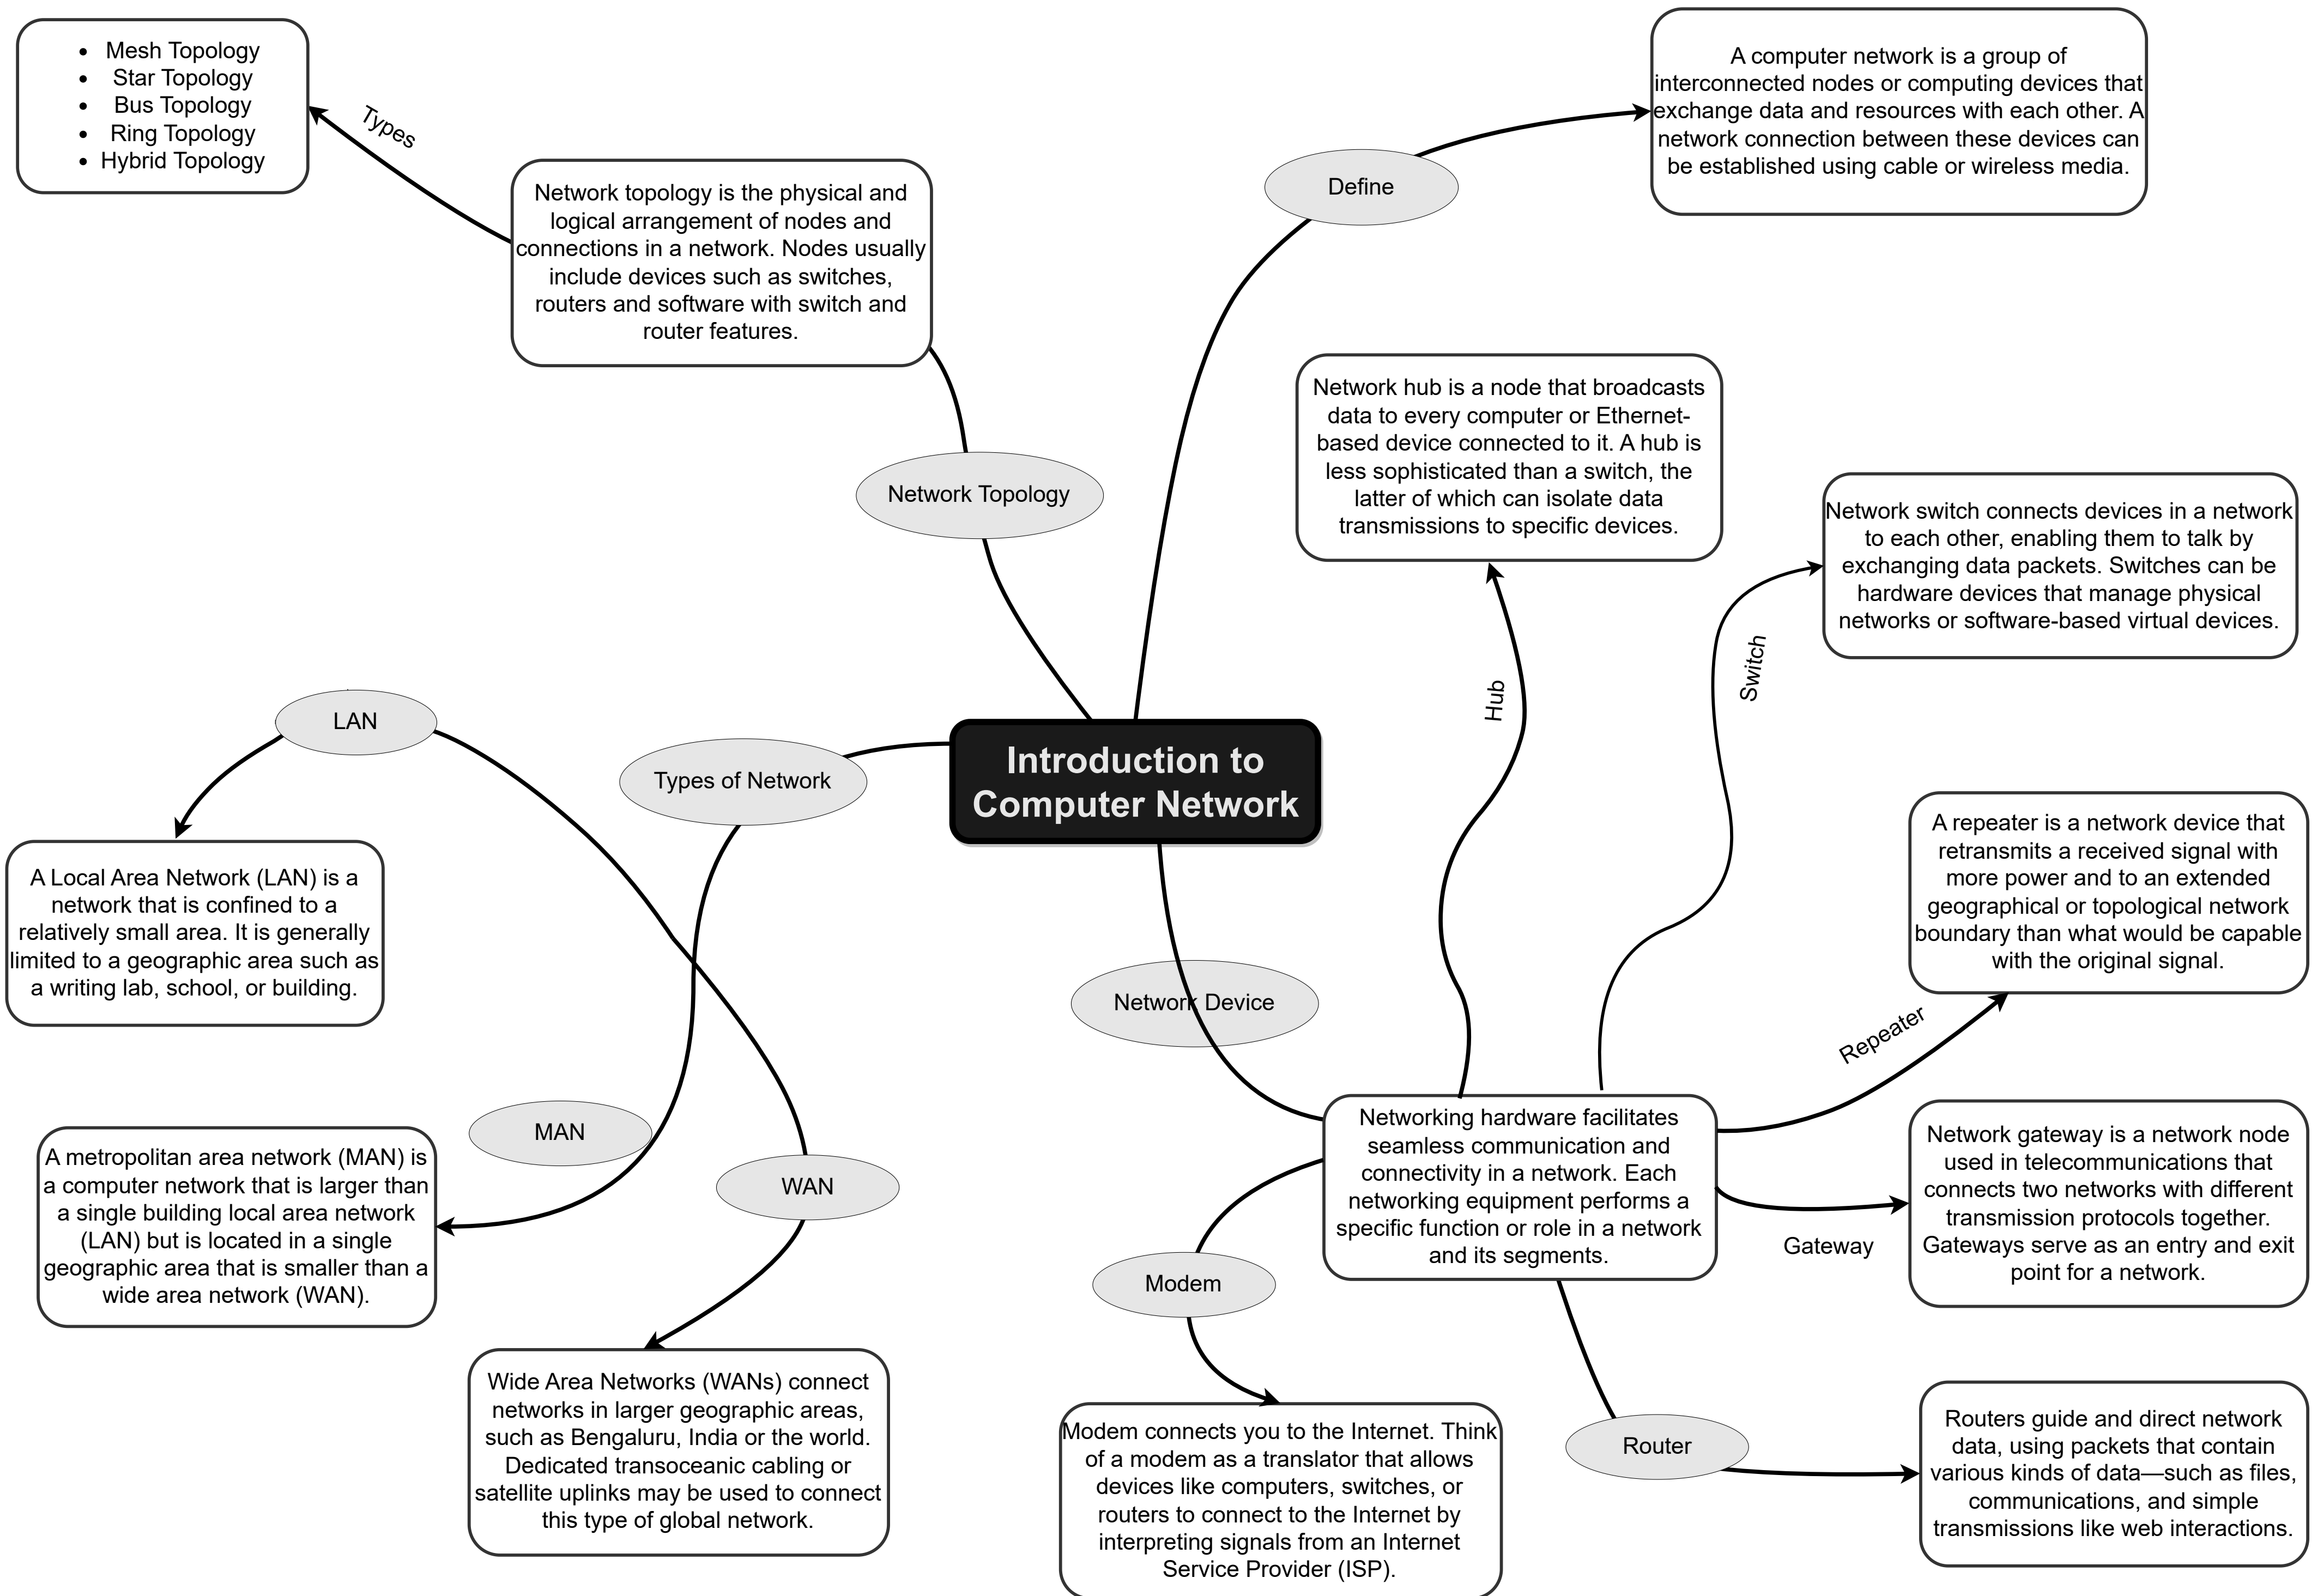 Introduction to
Computer Network
Define
A computer network is a group of
interconnected nodes or computing devices that
exchange data and resources with each other. A
network connection between these devices can
be established using cable or wireless media.
Network Topology
Network topology is the physical and
logical arrangement of nodes and
connections in a network. Nodes usually
include devices such as switches,
routers and software with switch and
router features.
Types
• Mesh Topology
• Star Topology
• Bus Topology
• Ring Topology
• Hybrid Topology
Types of Network
LAN
A Local Area Network (LAN) is a
network that is confined to a
relatively small area. It is generally
limited to a geographic area such as
a writing lab, school, or building.
MAN
A metropolitan area network (MAN) is
a computer network that is larger than
a single building local area network
(LAN) but is located in a single
geographic area that is smaller than a
wide area network (WAN).
WAN
Wide Area Networks (WANs) connect
networks in larger geographic areas,
such as Bengaluru, India or the world.
Dedicated transoceanic cabling or
satellite uplinks may be used to connect
this type of global network.
Network Device
Networking hardware facilitates
seamless communication and
connectivity in a network. Each
networking equipment performs a
specific function or role in a network
and its segments.
Hub
Network hub is a node that broadcasts
data to every computer or Ethernet-
based device connected to it. A hub is
less sophisticated than a switch, the
latter of which can isolate data
transmissions to specific devices.
Switch
Network switch connects devices in a network
to each other, enabling them to talk by
exchanging data packets. Switches can be
hardware devices that manage physical
networks or software-based virtual devices.
Repeater
A repeater is a network device that
retransmits a received signal with
more power and to an extended
geographical or topological network
boundary than what would be capable
with the original signal.
Gateway
Network gateway is a network node
used in telecommunications that
connects two networks with different
transmission protocols together.
Gateways serve as an entry and exit
point for a network.
Router
Routers guide and direct network
data, using packets that contain
various kinds of data—such as files,
communications, and simple
transmissions like web interactions.
Modem
Modem connects you to the Internet. Think
of a modem as a translator that allows
devices like computers, switches, or
routers to connect to the Internet by
interpreting signals from an Internet
Service Provider (ISP).